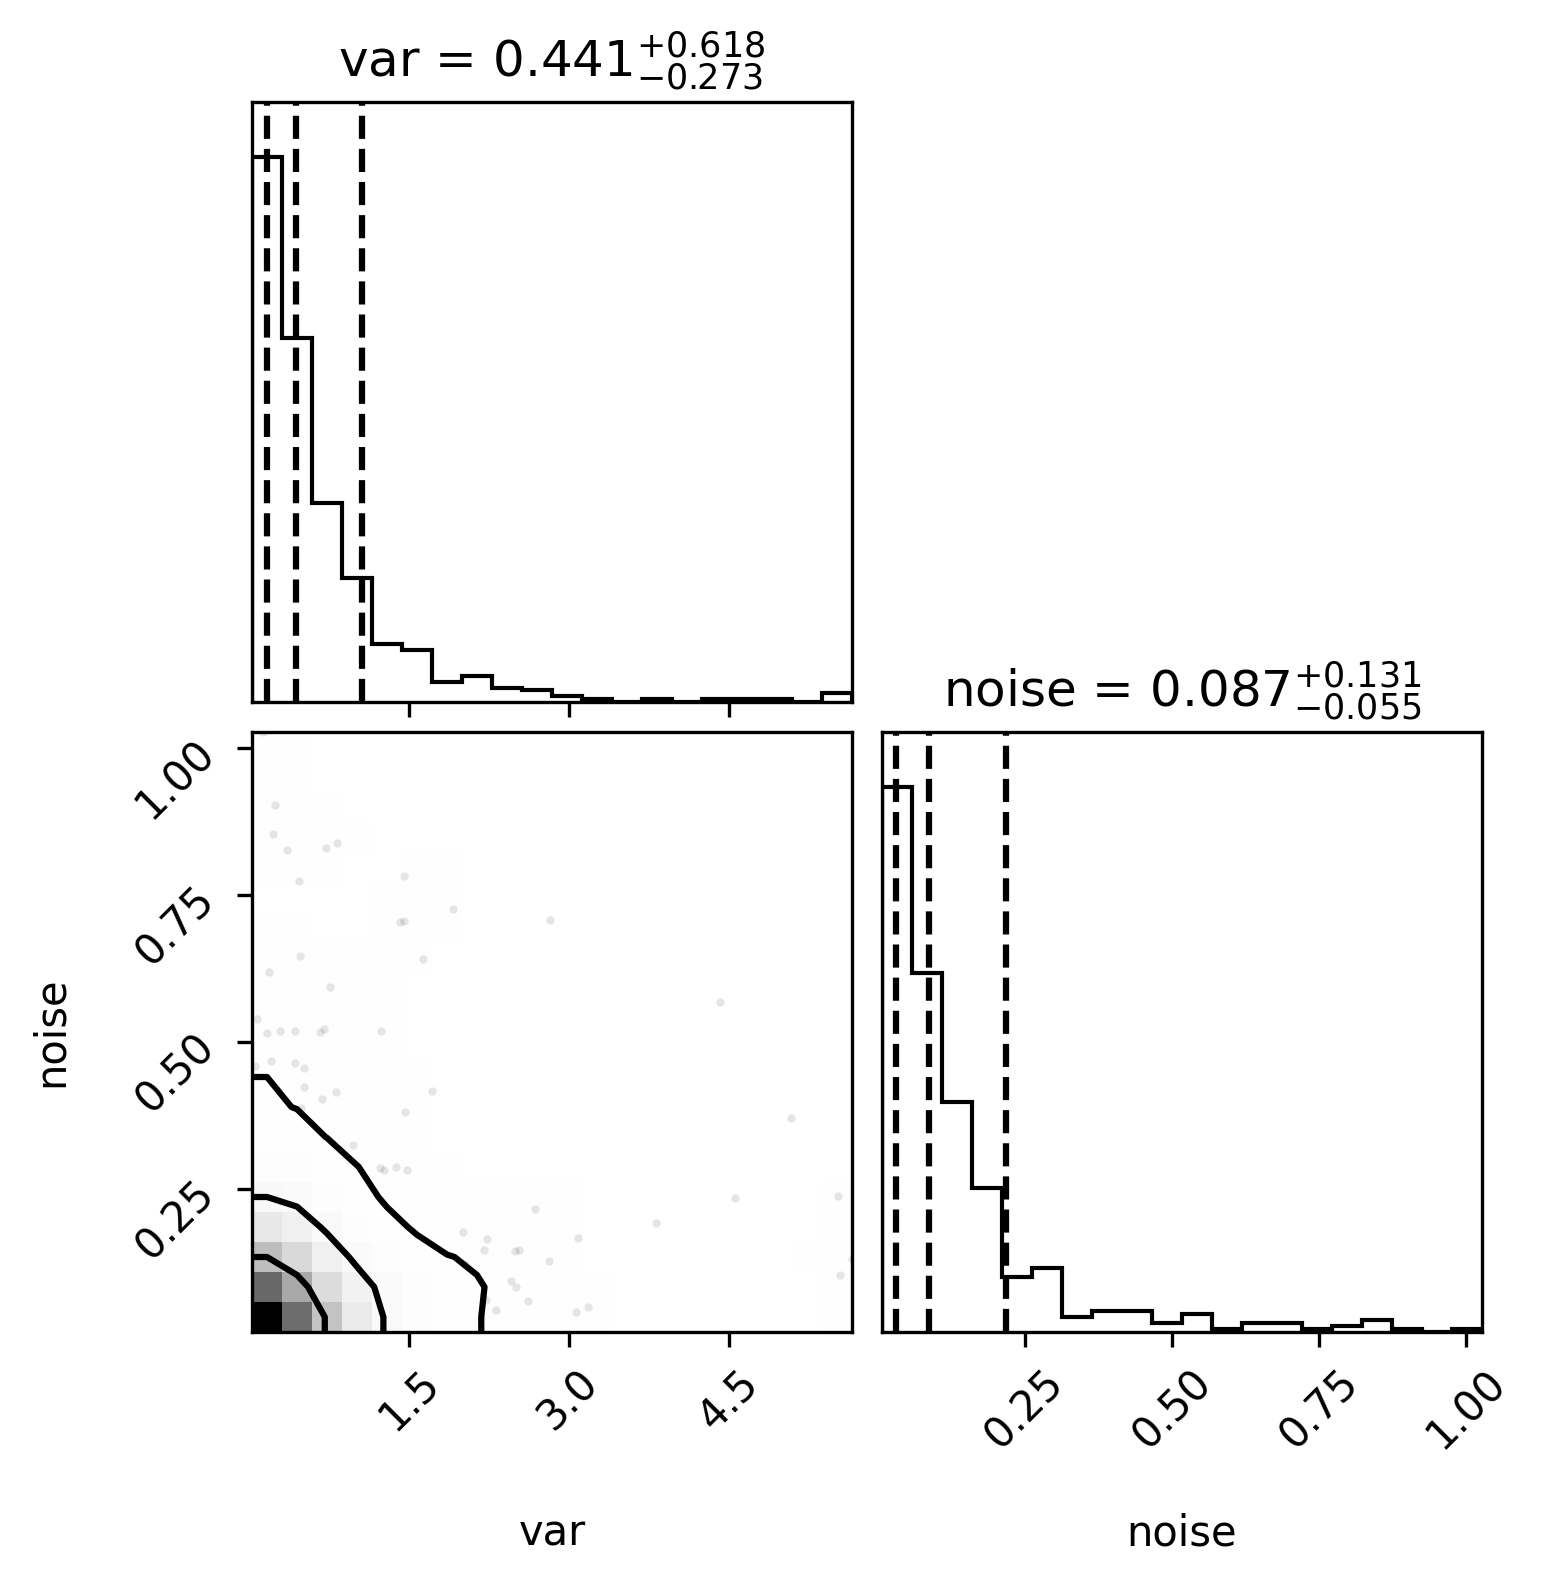 var = 0.441 +0.618 −0.273
noise = 0.087 +0.131 −0.055
1.00
0.75
0.50
0.25
noise
1.5 3.0 4.5
0.25 0.50 0.75 1.00
var
noise